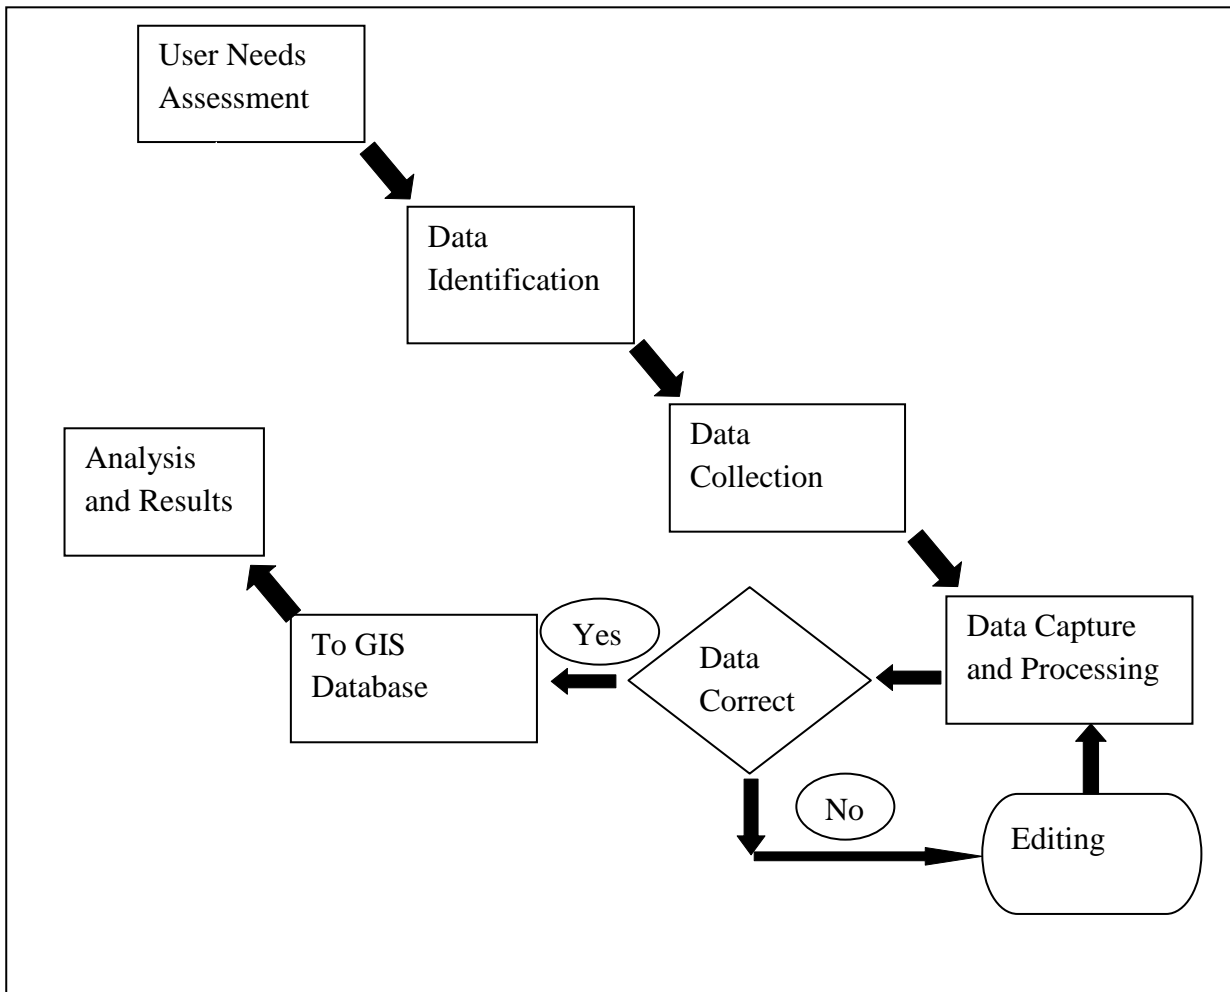 User Needs
Assessment
Data
Identification
Data
Collection
Data Capture
and Processing
Data
Correct
Yes
No
Editing
To GIS
Database
Analysis
and Results